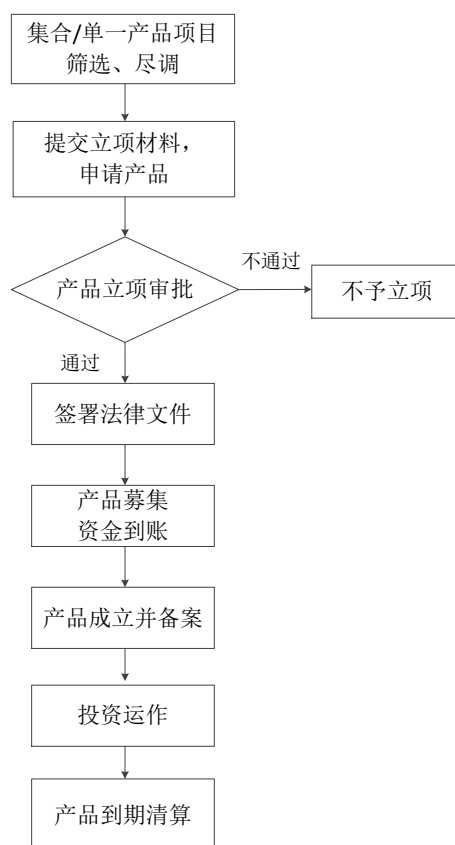 集合/单一产品项目
筛选、尽调
提交立项材料，
申请产品
产品立项审批
不通过
不予立项
通过
签署法律文件
产品募集
资金到账
产品成立并备案
投资运作
产品到期清算